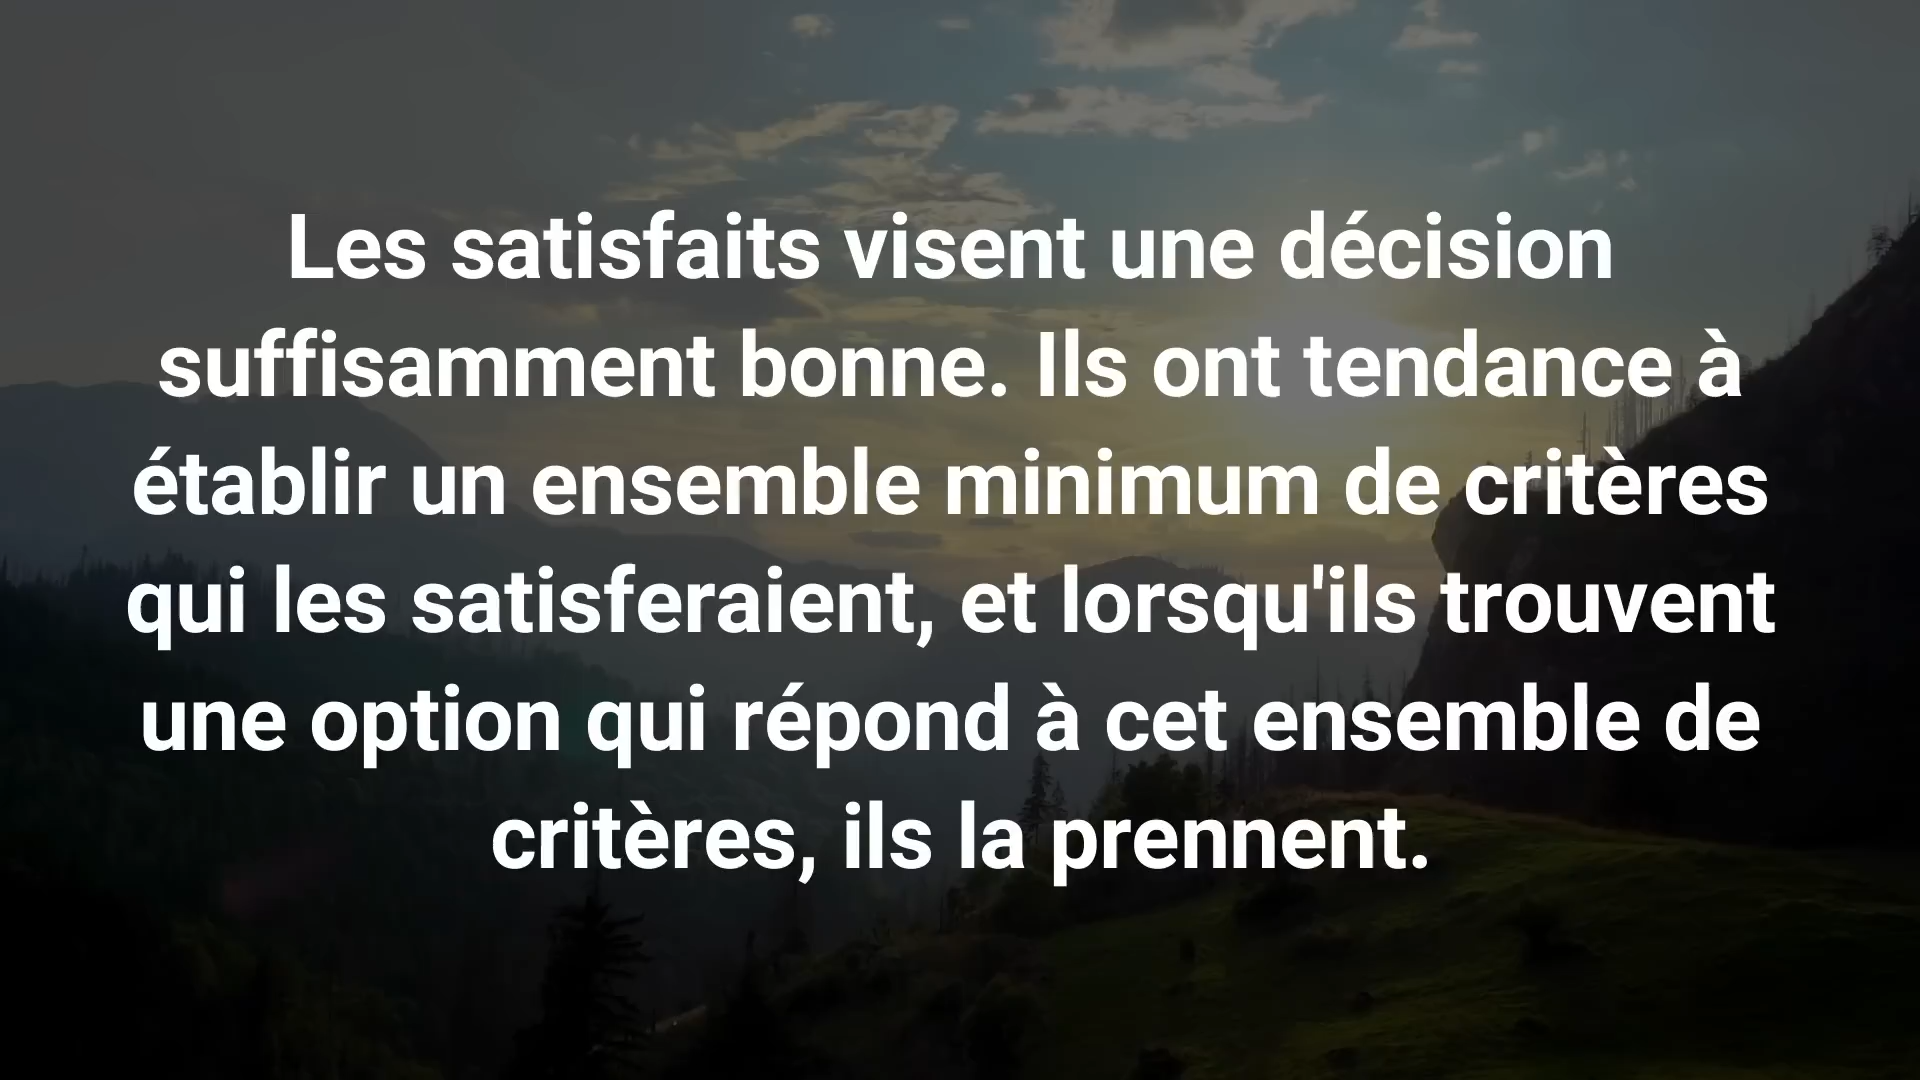 Les satisfaits visent une décision
suffisamment bonne. Ils ont tendance à
établir un ensemble minimum de critères
qui les satisferaient, et lorsqu'ils trouvent
une option qui répond à cet ensemble de
critères, ils la prennent.